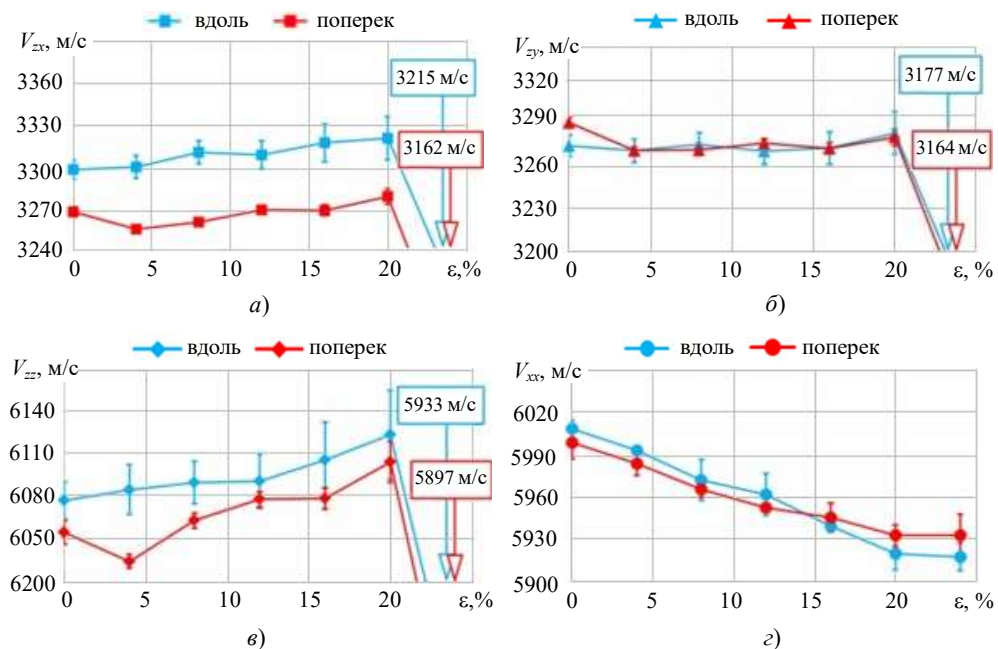 вдоль поперек
V_zx, м/с
3360
3330
3300
3270
3240
3215 м/с
3162 м/с
0 5 10 15 20 ε,%
а)
вдоль поперек
V_zy, м/с
3320
3290
3260
3230
3200
3177 м/с
3164 м/с
0 5 10 15 20 ε,%
б)
вдоль поперек
V_zz, м/с
6140
6110
6080
6050
6200
5933 м/с
5897 м/с
0 5 10 15 20 ε,%
в)
вдоль поперек
V_xx, м/с
6020
5990
5960
5930
5900
0 5 10 15 20 ε,%
г)